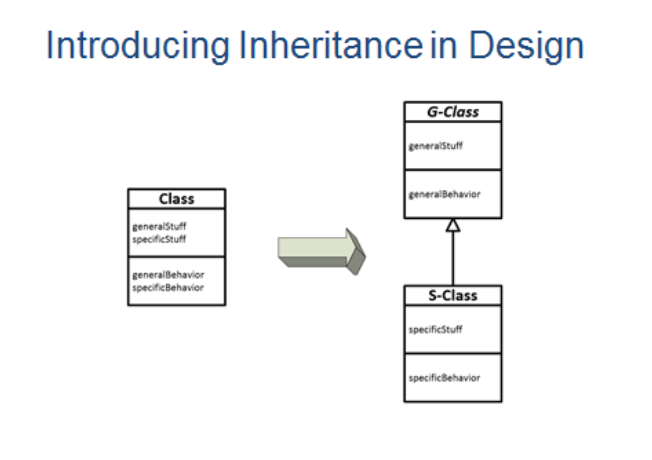 Introducing Inheritance in Design
Class
generalStuff
specificStuff
generalBehavior
specificBehavior
G-Class
generalStuff
generalBehavior
S-Class
specificStuff
specificBehavior